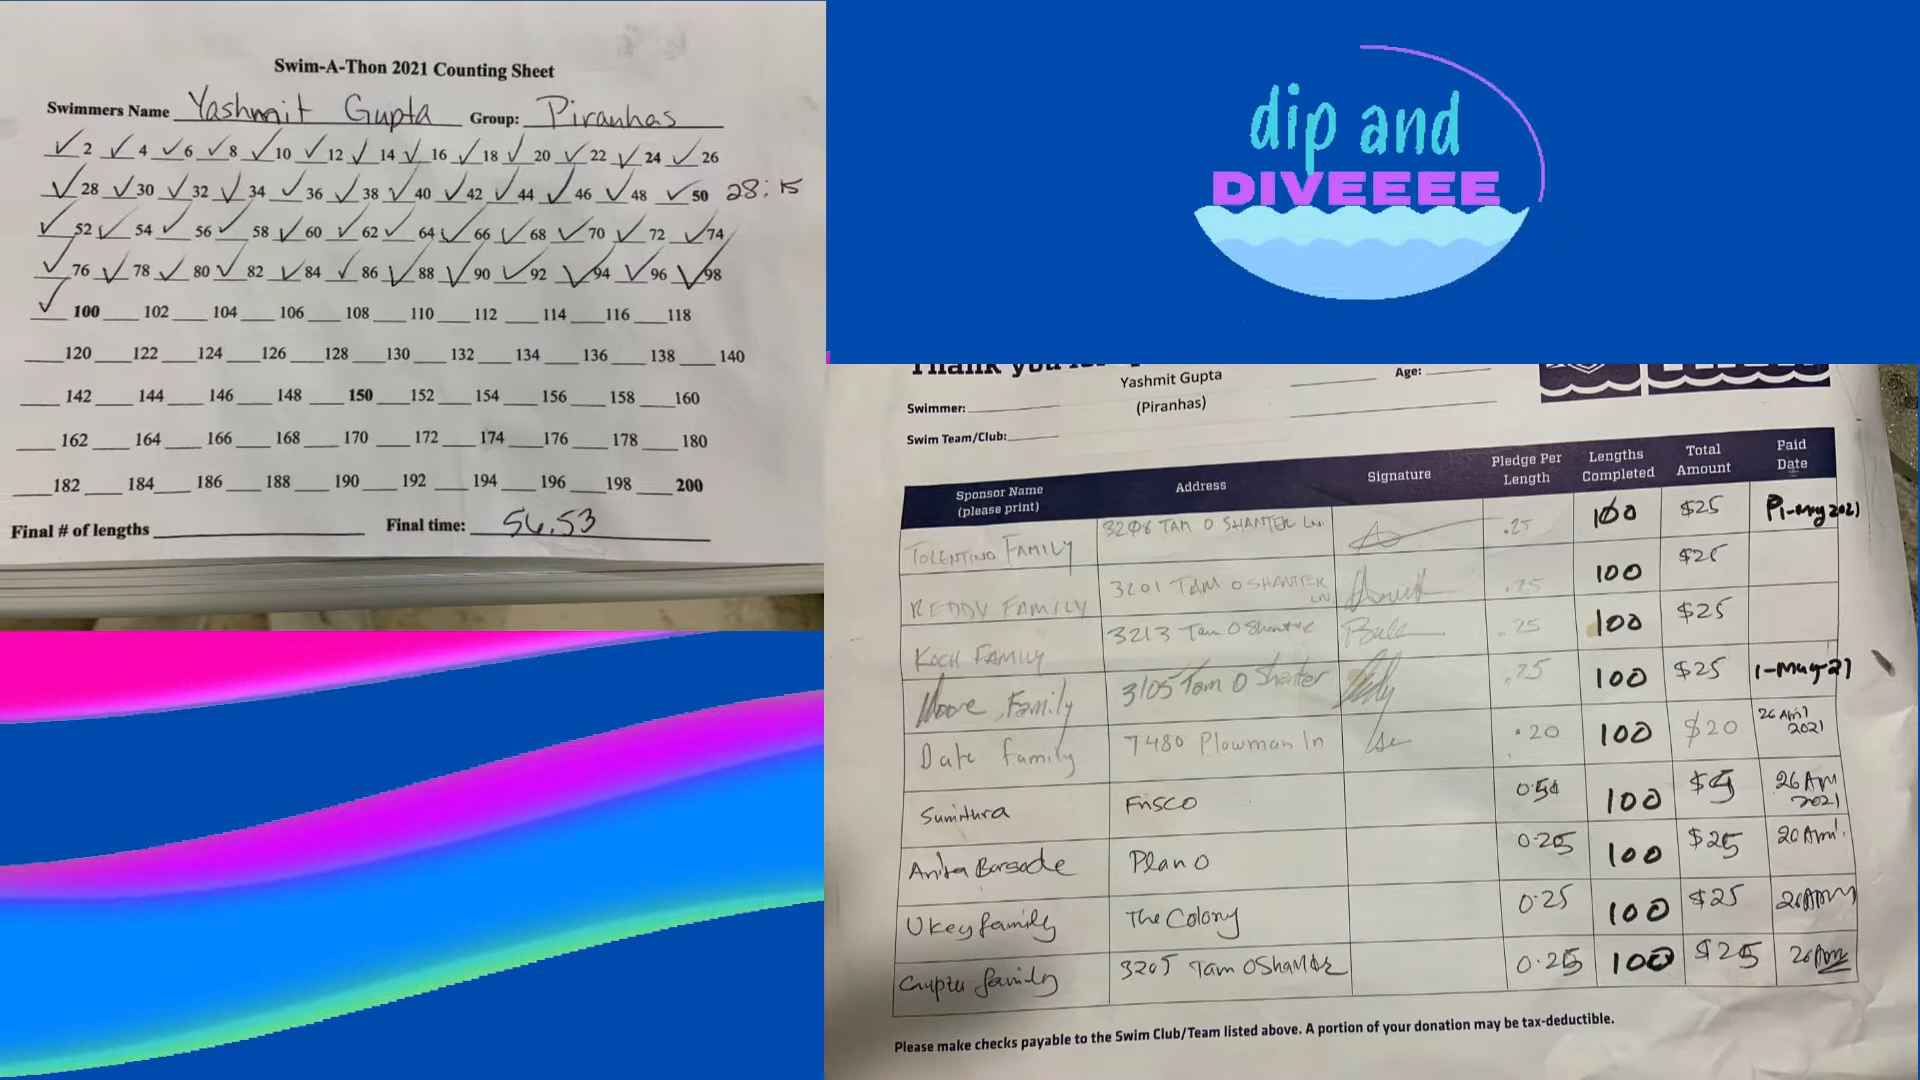 Swim-A-Thon 2021 Counting Sheet
Swimmers Name Yashmit Gupta Group: Piranhas
2 4 6 8 10 12 14 16 18 20 22 24 26
28 30 32 34 36 38 40 42 44 46 48 50 28:15
52 54 56 58 60 62 64 66 68 70 72 74
76 78 80 82 84 86 88 90 92 94 96 98
100 102 104 106 108 110 112 114 116 118
120 122 124 126 128 130 132 134 136 138 140
142 144 146 148 150 152 154 156 158 160
162 164 166 168 170 172 174 176 178 180
182 184 186 188 190 192 194 196 198 200
Final # of lengths Final time: 56.53
dip and
DIVEEEE
Thank you
Yashmit Gupta Age:
Swimmer: (Piranhas)
Swim Team/Club:
Sponsor Name (please print) Address Signature Pledge Per Length Lengths Completed Total Amount Paid Date
TOLENTINO FAMILY 3208 TAM O SHANTER LN. .25 100 $25
REDDY FAMILY 3201 TAM O SHANTER LN .25 100 $25
KOCH FAMILY 3213 Tam O Shanter .25 100 $25
Moore Family 3105 Tam O Shanter .25 100 $25 1-May-21
Date Family 7480 Plowman ln .20 100 $20 26 April 2021
Sumitura Frisco 100 26 2021
Anita Plano 0.25 100 $25
Ukey family The Colony 0.25 100 $25
Gupta family 3205 Tam OShanter 0.25 100 $25
Please make checks payable to the Swim Club/Team listed above. A portion of your donation may be tax-deductible.